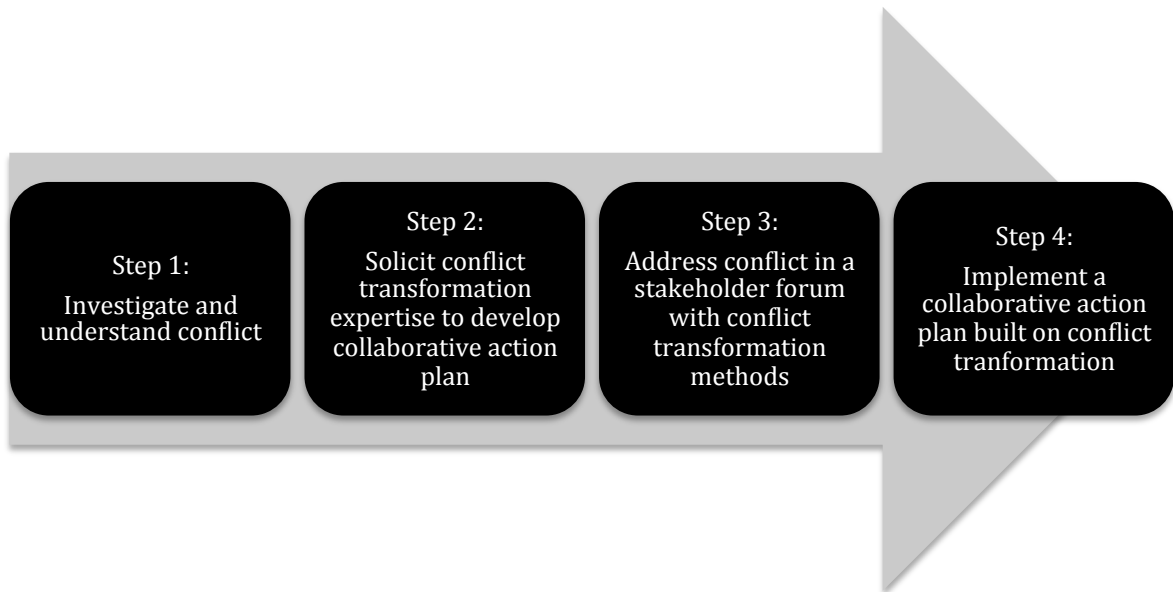 Step 1:
Investigate and
understand conflict
Step 2:
Solicit conflict
transformation
expertise to develop
collaborative action
plan
Step 3:
Address conflict in a
stakeholder forum
with conflict
transformation
methods
Step 4:
Implement a
collaborative action
plan built on conflict
tranformation